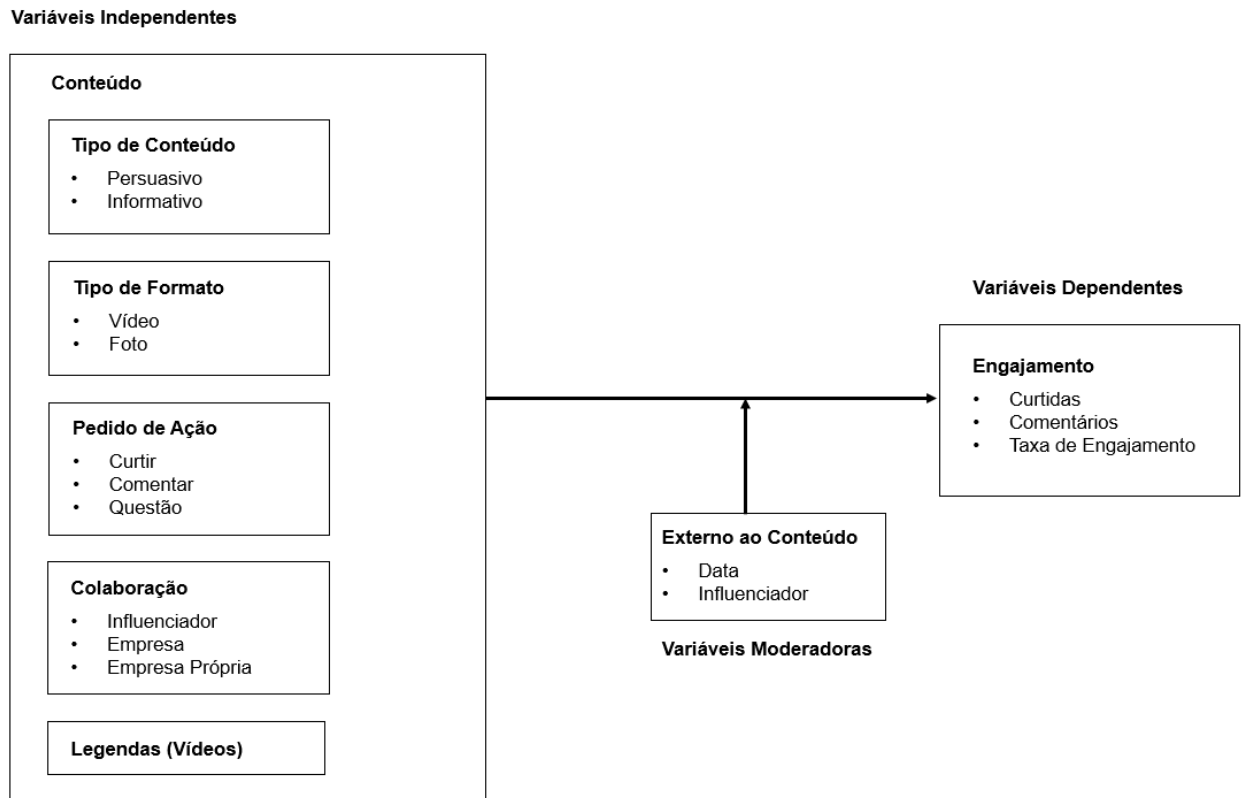 Variáveis Independentes
Conteúdo
Tipo de Conteúdo
• Persuasivo
• Informativo
Tipo de Formato
• Vídeo
• Foto
Pedido de Ação
• Curtir
• Comentar
• Questão
Colaboração
• Influenciador
• Empresa
• Empresa Própria
Legendas (Vídeos)
Externo ao Conteúdo
• Data
• Influenciador
Variáveis Moderadoras
Variáveis Dependentes
Engajamento
• Curtidas
• Comentários
• Taxa de Engajamento